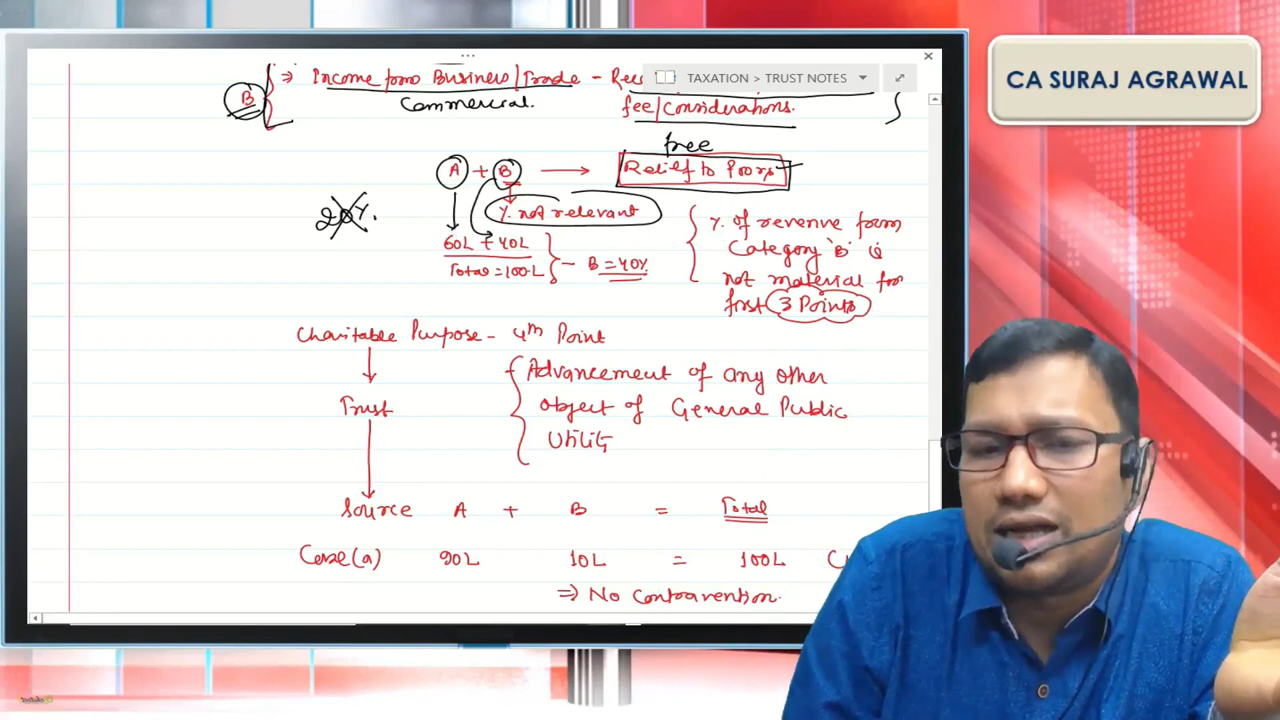 CA SURAJ AGRAWAL
TAXATION > TRUST NOTES
B ⇒ Income from Business/Trade -
Commercial.
fee/Considerations.
free
A + B → Relief to Poors
20%.
%. not relevant
60L + 40L
Total = 100L
- B = 40%
%. of revenue from
Category 'B' is
not material for
first 3 Points
Charitable Purpose - 4th Point
Trust
Advancement of any other
object of General Public
Utility
Source A + B = Total
Case(a) 90L 10L = 100L
⇒ No Contravention.